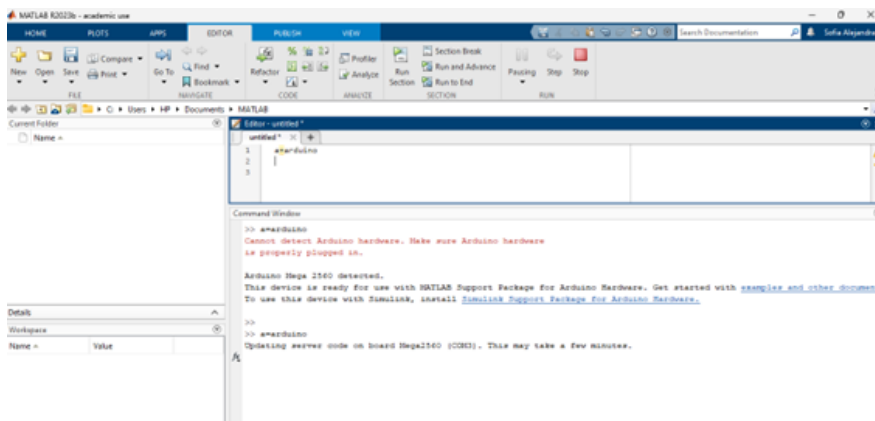 MATLAB R2023b - academic use
HOME PLOTS APPS EDITOR PUBLISH VIEW Search Documentation Sofia Alejandra
New Open Save Compare Print Go To Find Bookmark Refactor Profiler Analyze Run Section Section Break Run and Advance Run to End Pausing Step Stop
FILE NAVIGATE CODE ANALYZE SECTION RUN
C: Users HP Documents MATLAB
Current Folder
Name
Editor - untitled *
untitled * +
1 a=arduino
2
3
Command Window
>> a=arduino
Cannot detect Arduino hardware. Make sure Arduino hardware
is properly plugged in.
Arduino Mega 2560 detected.
This device is ready for use with MATLAB Support Package for Arduino Hardware. Get started with examples and other documen
To use this device with Simulink, install Simulink Support Package for Arduino Hardware.
>>
>> a=arduino
Updating server code on board Mega2560 (COM3). This may take a few minutes.
fx
Details
Workspace
Name Value